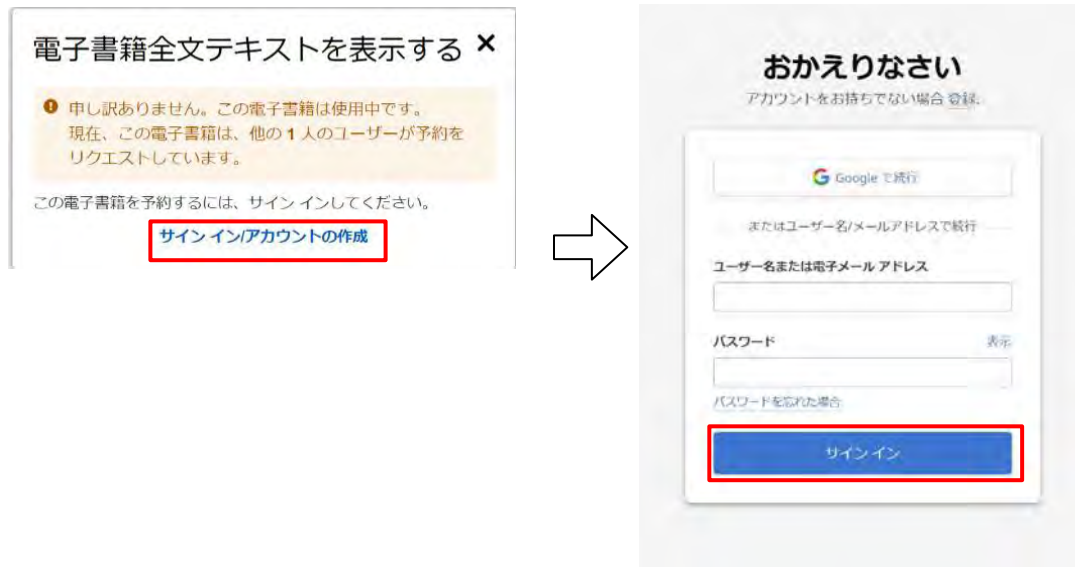 電子書籍全文テキストを表示する ×
申し訳ありません。この電子書籍は使用中です。
現在、この電子書籍は、他の 1 人のユーザーが予約を
リクエストしています。
この電子書籍を予約するには、サイン インしてください。
サイン イン/アカウントの作成
おかえりなさい
アカウントをお持ちでない場合 登録.
Google で続行
またはユーザー名/メールアドレスで続行
ユーザー名または電子メール アドレス
パスワード 表示
パスワードを忘れた場合
サイン イン